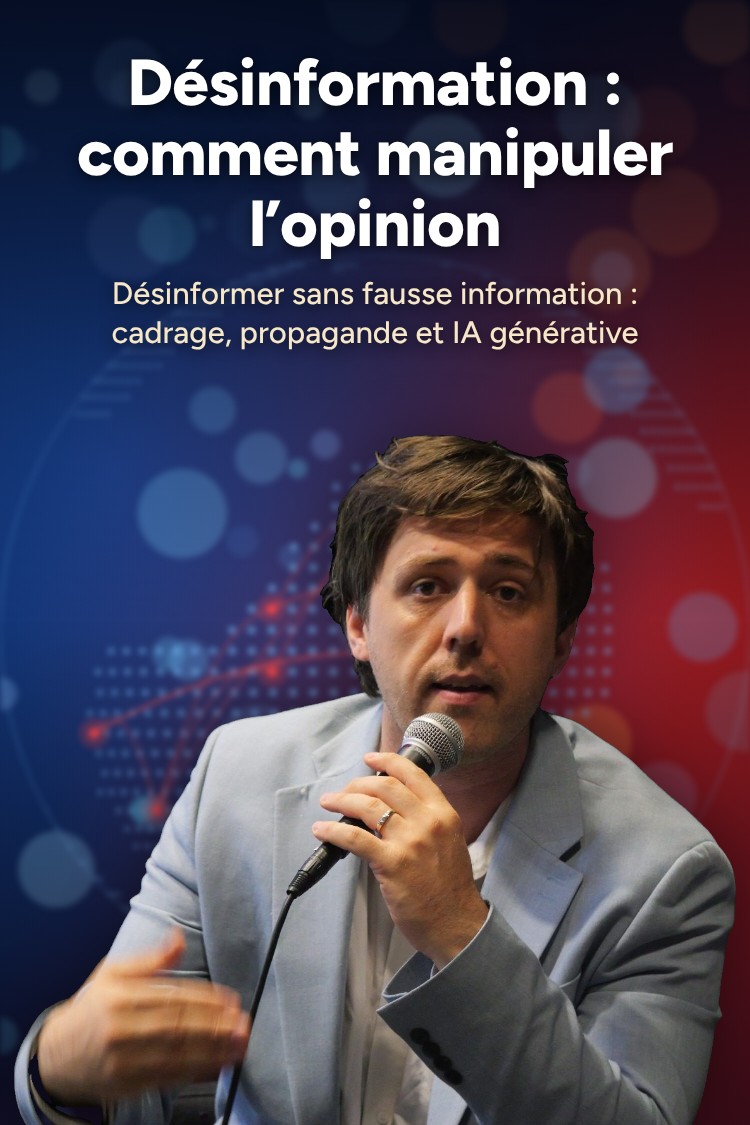 Désinformation :
comment manipuler
l’opinion
Désinformer sans fausse information :
cadrage, propagande et IA générative